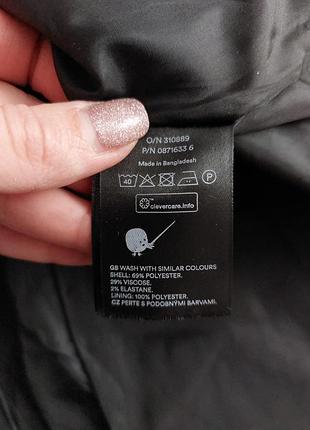 O/N 310889
P/N 0871633 6
Made in Bangladesh
40
P
clevercare.info
GB WASH WITH SIMILAR COLOURS
SHELL: 69% POLYESTER.
29% VISCOSE.
2% ELASTANE.
LINING: 100% POLYESTER.
CZ PERTE S PODOBNÝMI BARVAMI.